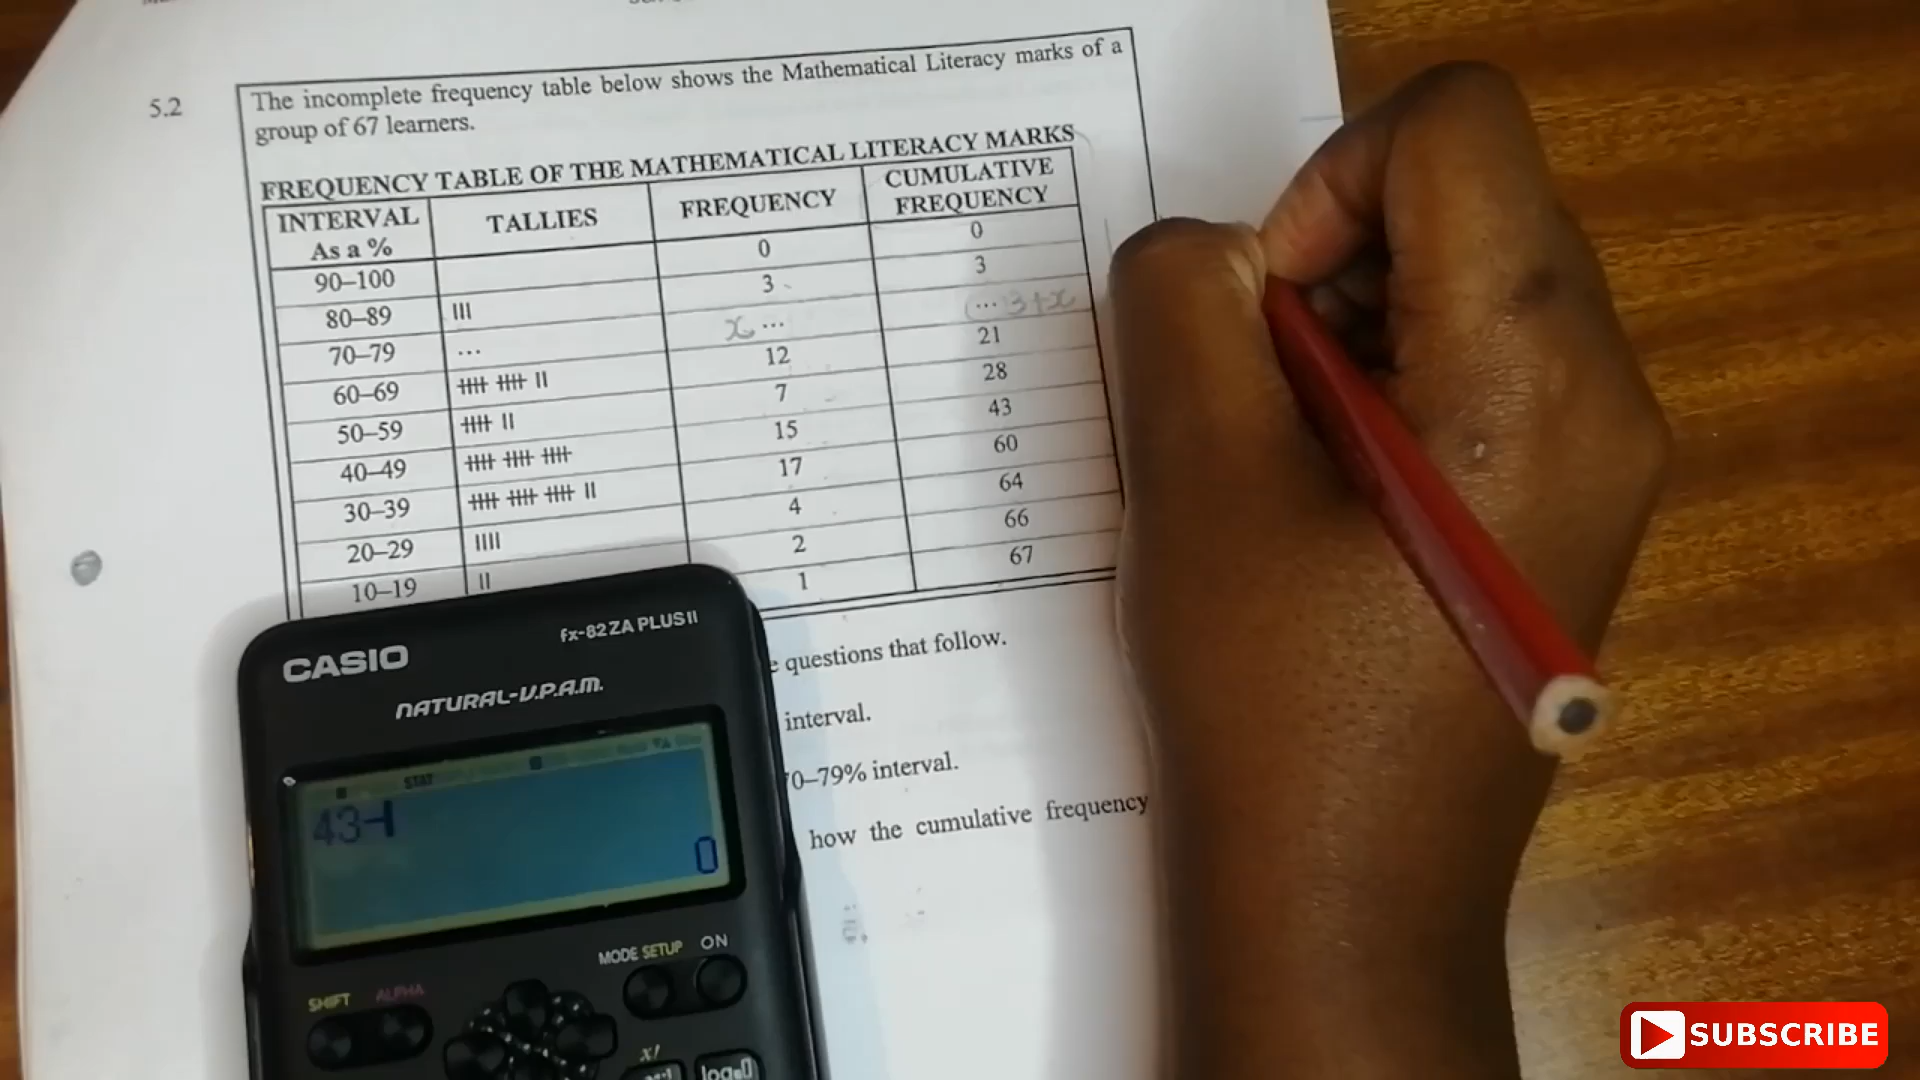 5.2
The incomplete frequency table below shows the Mathematical Literacy marks of a
group of 67 learners.
FREQUENCY TABLE OF THE MATHEMATICAL LITERACY MARKS
INTERVAL As a % TALLIES FREQUENCY CUMULATIVE FREQUENCY
90–100 0 0
80–89 III 3 3
70–79 ... x ... ... 3+x
60–69 12 21
50–59 7 28
40–49 15 43
30–39 17 60
20–29 IIII 4 64
10–19 II 2 66
1 67
questions that follow.
interval.
0–79% interval.
how the cumulative frequency
CASIO
fx-82ZA PLUS II
NATURAL-V.P.A.M.
STAT
43-
0
MODE SETUP ON
SHIFT ALPHA
x!
SUBSCRIBE